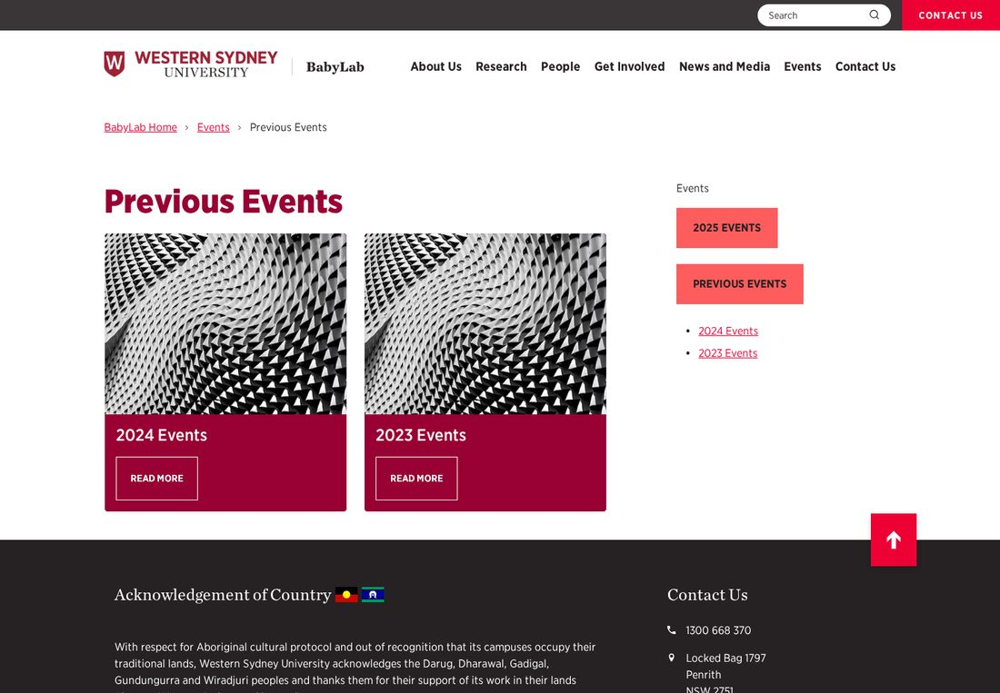 Search
CONTACT US
WESTERN SYDNEY
UNIVERSITY
W
BabyLab
About Us Research People Get Involved News and Media Events Contact Us
BabyLab Home › Events › Previous Events
Previous Events
2024 Events
READ MORE
2023 Events
READ MORE
Events
2025 EVENTS
PREVIOUS EVENTS
• 2024 Events
• 2023 Events
Acknowledgement of Country
With respect for Aboriginal cultural protocol and out of recognition that its campuses occupy their
traditional lands, Western Sydney University acknowledges the Darug, Dharawal, Gadigal,
Gundungurra and Wiradjuri peoples and thanks them for their support of its work in their lands
Contact Us
1300 668 370
Locked Bag 1797
Penrith
NSW 2751